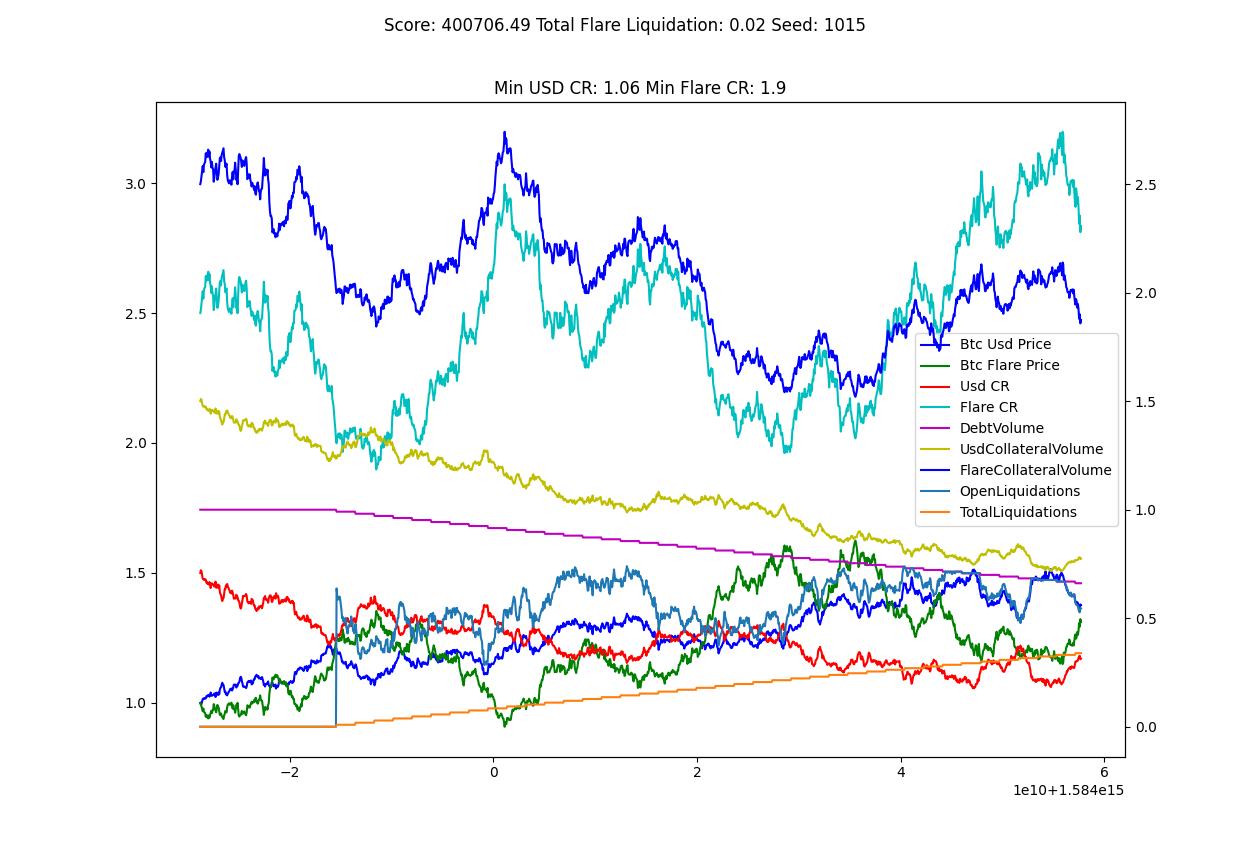 Score: 400706.49 Total Flare Liquidation: 0.02 Seed: 1015
Min USD CR: 1.06 Min Flare CR: 1.9
3.0
2.5
2.0
1.5
1.0
2.5
2.0
1.5
1.0
0.5
0.0
Btc Usd Price
Btc Flare Price
Usd CR
Flare CR
DebtVolume
UsdCollateralVolume
FlareCollateralVolume
OpenLiquidations
TotalLiquidations
−2 0 2 4 6
1e10+1.584e15